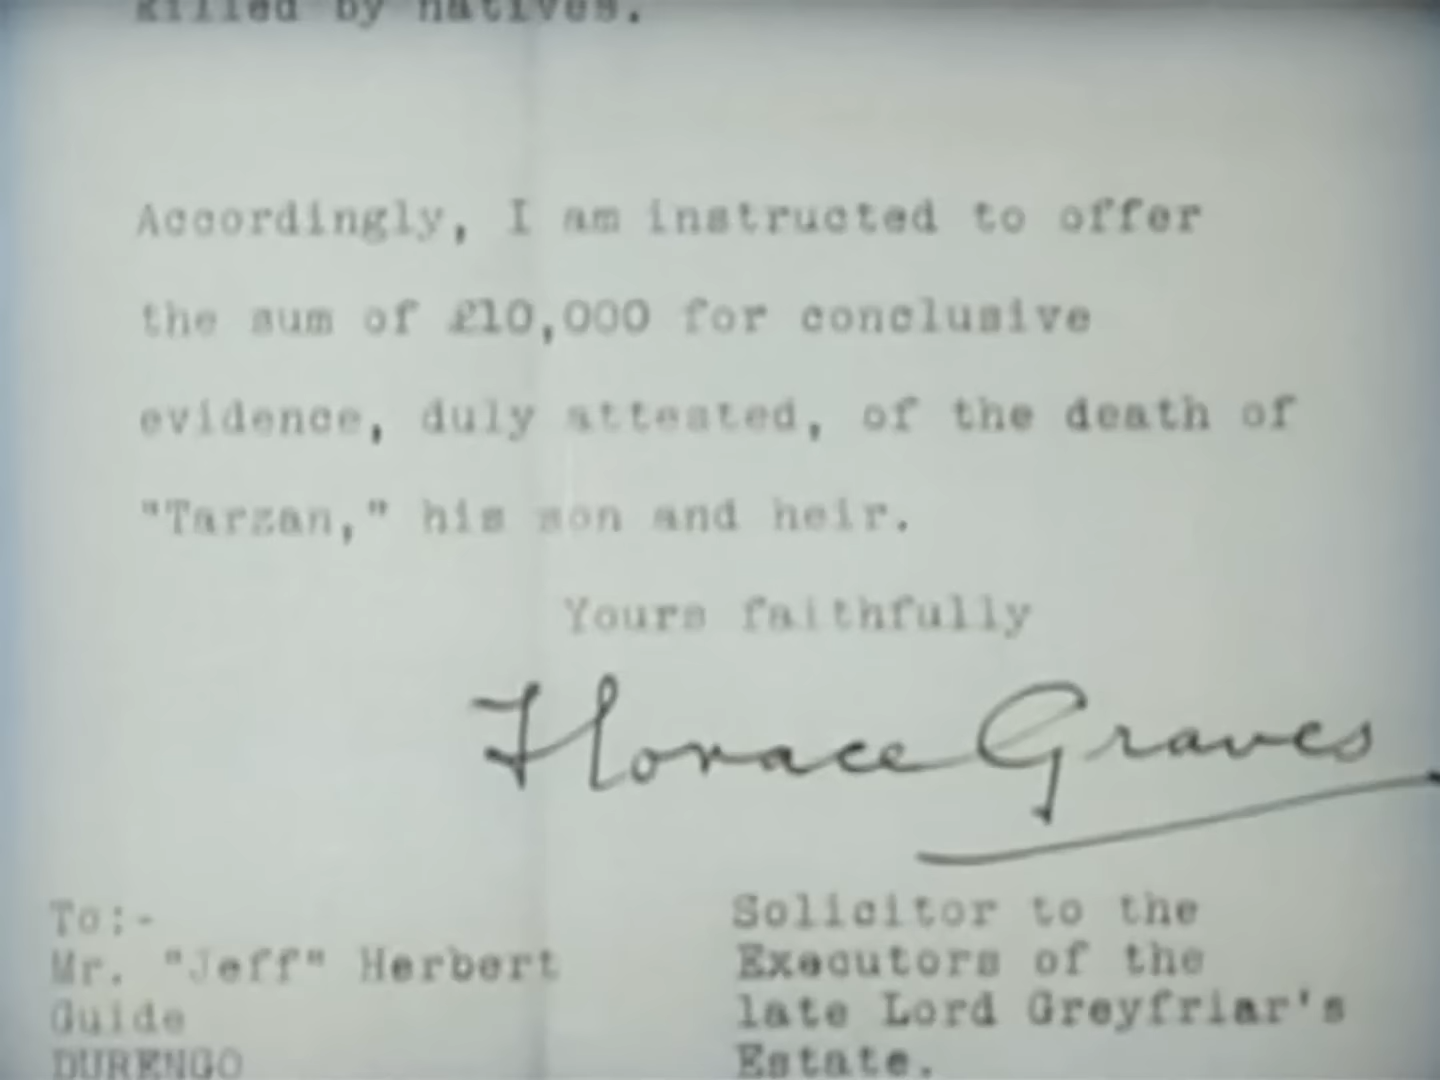 killed by natives.
Accordingly, I am instructed to offer
the sum of £10,000 for conclusive
evidence, duly attested, of the death of
"Tarzan," his son and heir.
Yours faithfully
Horace Graves
To:-
Mr. "Jeff" Herbert
Guide
DURENGO
Solicitor to the
Executors of the
late Lord Greyfriar's
Estate.